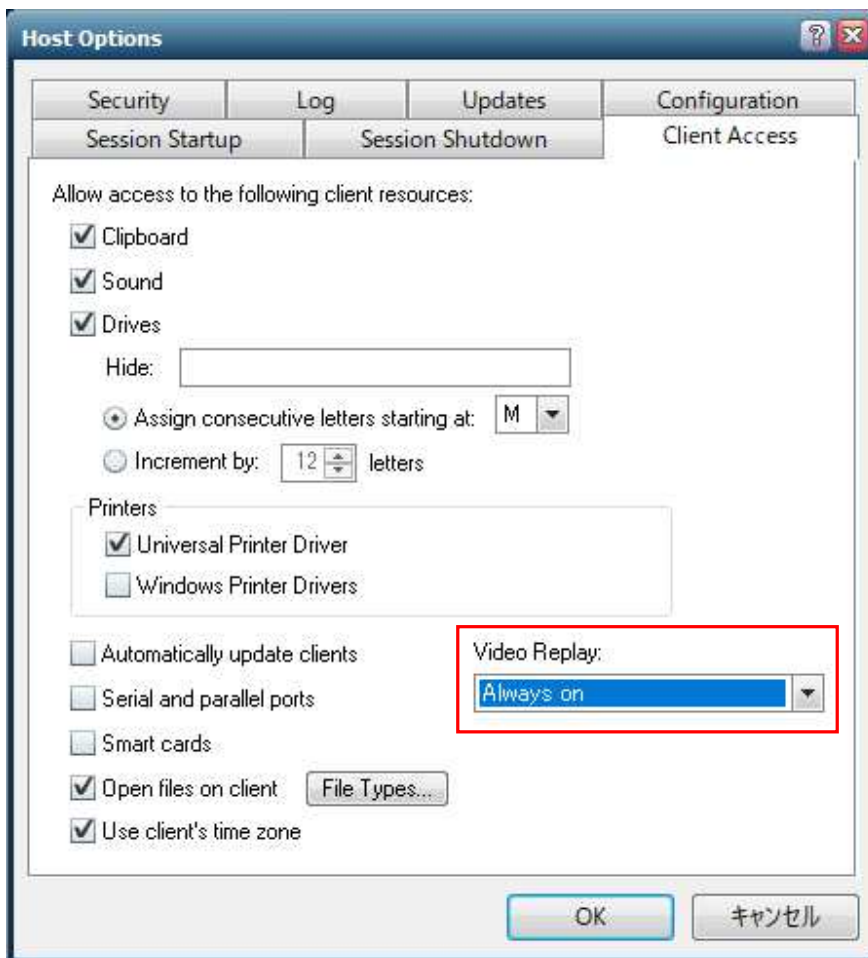 Host Options
Security Log Updates Configuration
Session Startup Session Shutdown Client Access
Allow access to the following client resources:
Clipboard
Sound
Drives
Hide:
Assign consecutive letters starting at: M
Increment by: 12 letters
Printers
Universal Printer Driver
Windows Printer Drivers
Automatically update clients
Video Replay:
Serial and parallel ports
Always on
Smart cards
Open files on client File Types...
Use client's time zone
OK キャンセル